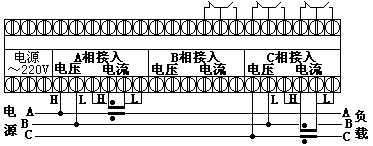 电源 A相接入 B相接入 C相接入
～220V 电压 电流 电压 电流 电压 电流
H L H L L H L
电 A A 负
B B
源 载
C C